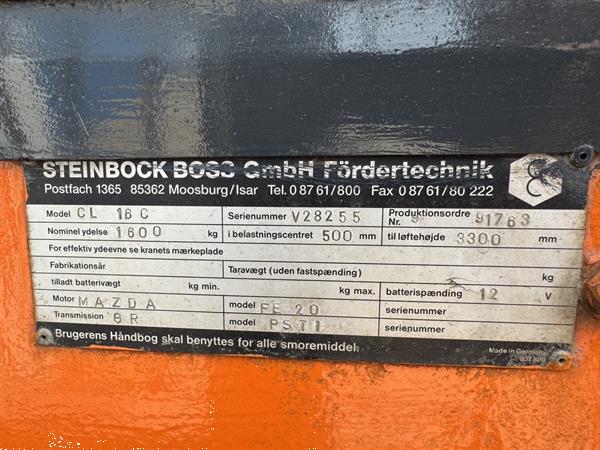 STEINBOCK BOSS GmbH Fördertechnik
Postfach 1365 85362 Moosburg/Isar Tel. 0 87 61/800 Fax 0 87 61/80 222
Model CL 16 C Serienummer V28255 Produktionsordre Nr. 91763
Nominel ydelse 1600 kg i belastningscentret 500 mm til løftehøjde 3300 mm
For effektiv ydeevne se kranets mærkeplade
Fabrikationsår Taravægt (uden fastspænding) kg
tilladt batterivægt kg min. kg max. batterispænding 12 V
Motor MAZDA model FE 20 serienummer
Transmission BR model PSTI serienummer
Brugerens Håndbog skal benyttes for alle smoremiddel.
Made in Germany